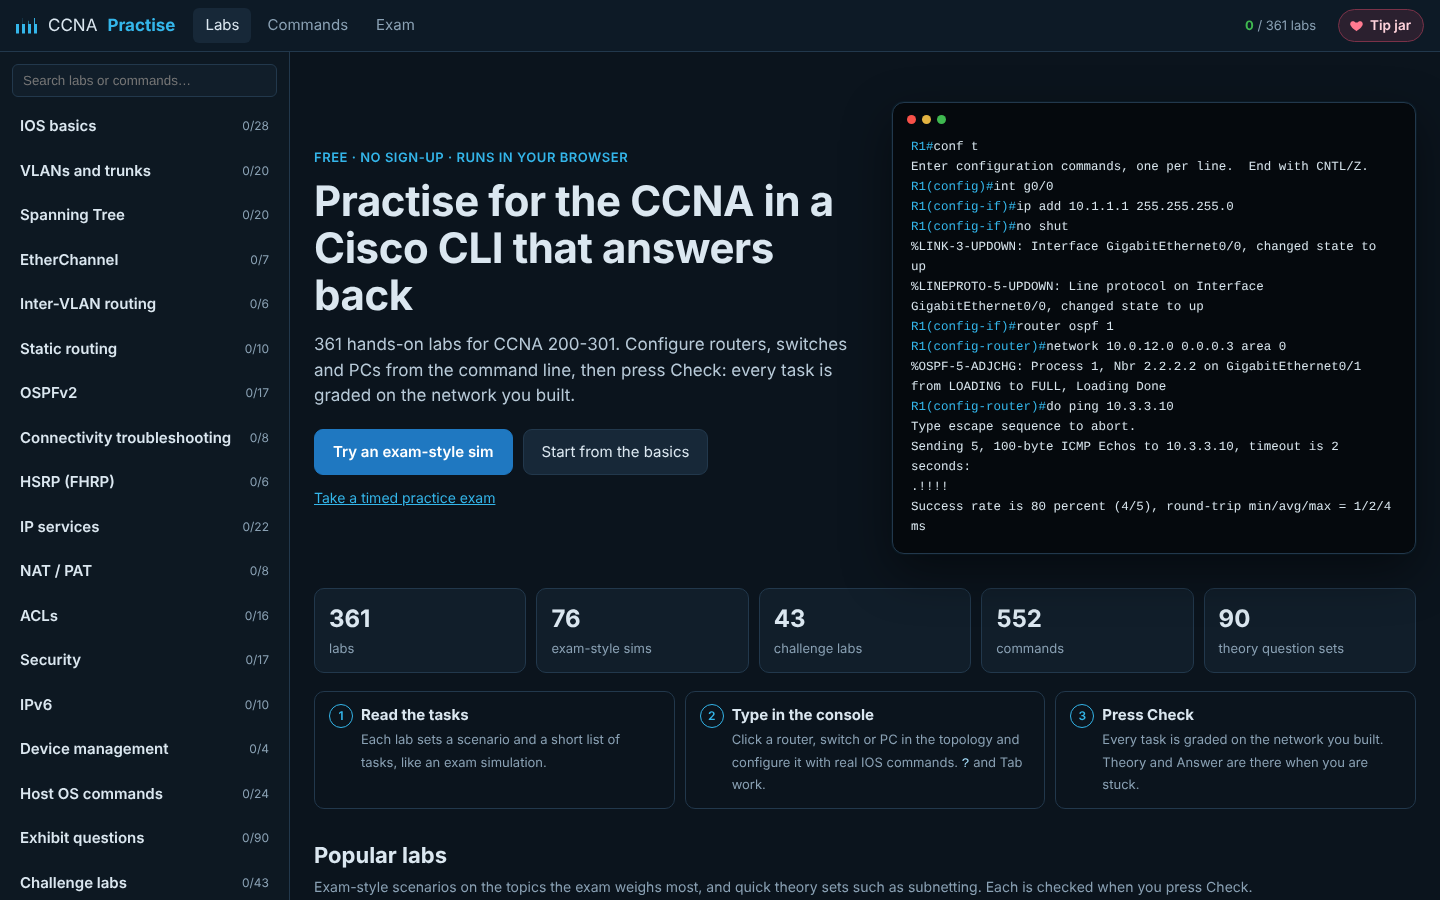 CCNA Practise Labs Commands Exam 0 / 361 labs Tip jar
Search labs or commands…
IOS basics 0/28
VLANs and trunks 0/20
Spanning Tree 0/20
EtherChannel 0/7
Inter-VLAN routing 0/6
Static routing 0/10
OSPFv2 0/17
Connectivity troubleshooting 0/8
HSRP (FHRP) 0/6
IP services 0/22
NAT / PAT 0/8
ACLs 0/16
Security 0/17
IPv6 0/10
Device management 0/4
Host OS commands 0/24
Exhibit questions 0/90
Challenge labs 0/43
FREE · NO SIGN-UP · RUNS IN YOUR BROWSER
Practise for the CCNA in a
Cisco CLI that answers
back
361 hands-on labs for CCNA 200-301. Configure routers, switches
and PCs from the command line, then press Check: every task is
graded on the network you built.
Try an exam-style sim Start from the basics
Take a timed practice exam
R1#conf t
Enter configuration commands, one per line.  End with CNTL/Z.
R1(config)#int g0/0
R1(config-if)#ip add 10.1.1.1 255.255.255.0
R1(config-if)#no shut
%LINK-3-UPDOWN: Interface GigabitEthernet0/0, changed state to
up
%LINEPROTO-5-UPDOWN: Line protocol on Interface
GigabitEthernet0/0, changed state to up
R1(config-if)#router ospf 1
R1(config-router)#network 10.0.12.0 0.0.0.3 area 0
%OSPF-5-ADJCHG: Process 1, Nbr 2.2.2.2 on GigabitEthernet0/1
from LOADING to FULL, Loading Done
R1(config-router)#do ping 10.3.3.10
Type escape sequence to abort.
Sending 5, 100-byte ICMP Echos to 10.3.3.10, timeout is 2
seconds:
.!!!!
Success rate is 80 percent (4/5), round-trip min/avg/max = 1/2/4
ms
361 76 43 552 90
labs exam-style sims challenge labs commands theory question sets
1 Read the tasks
Each lab sets a scenario and a short list of
tasks, like an exam simulation.
2 Type in the console
Click a router, switch or PC in the topology and
configure it with real IOS commands. ? and Tab
work.
3 Press Check
Every task is graded on the network you built.
Theory and Answer are there when you are
stuck.
Popular labs
Exam-style scenarios on the topics the exam weighs most, and quick theory sets such as subnetting. Each is checked when you press Check.